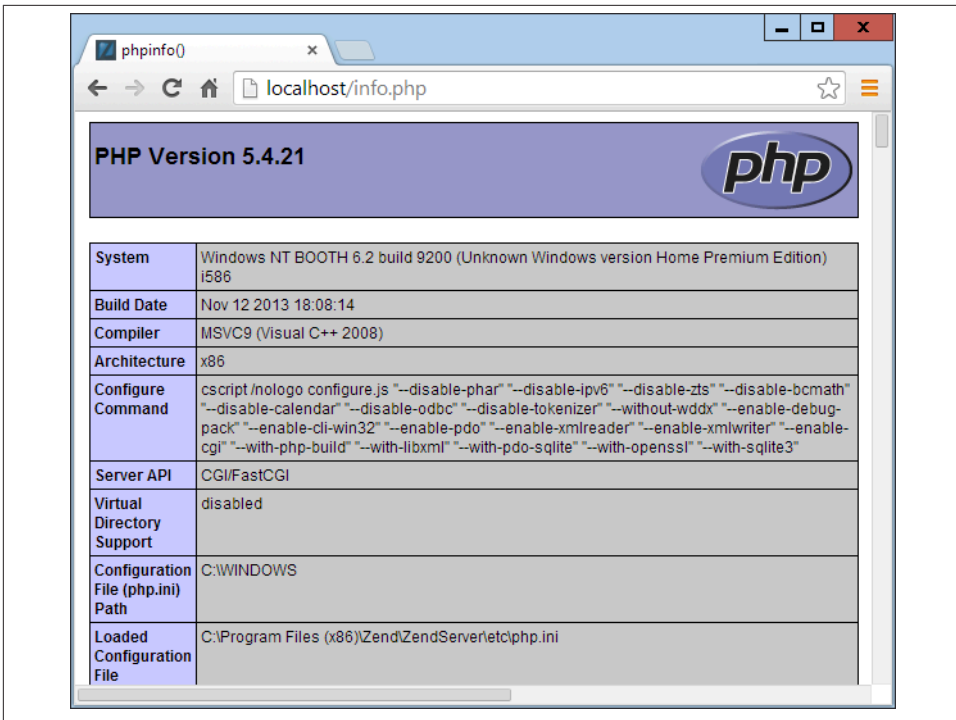 phpinfo()
localhost/info.php
PHP Version 5.4.21
php
System
Windows NT BOOTH 6.2 build 9200 (Unknown Windows version Home Premium Edition)
i586
Build Date
Nov 12 2013 18:08:14
Compiler
MSVC9 (Visual C++ 2008)
Architecture
x86
Configure
Command
cscript /nologo configure.js "--disable-phar" "--disable-ipv6" "--disable-zts" "--disable-bcmath"
"--disable-calendar" "--disable-odbc" "--disable-tokenizer" "--without-wddx" "--enable-debug-
pack" "--enable-cli-win32" "--enable-pdo" "--enable-xmlreader" "--enable-xmlwriter" "--enable-
cgi" "--with-php-build" "--with-libxml" "--with-pdo-sqlite" "--with-openssl" "--with-sqlite3"
Server API
CGI/FastCGI
Virtual
Directory
Support
disabled
Configuration
File (php.ini)
Path
C:\WINDOWS
Loaded
Configuration
File
C:\Program Files (x86)\Zend\ZendServer\etc\php.ini